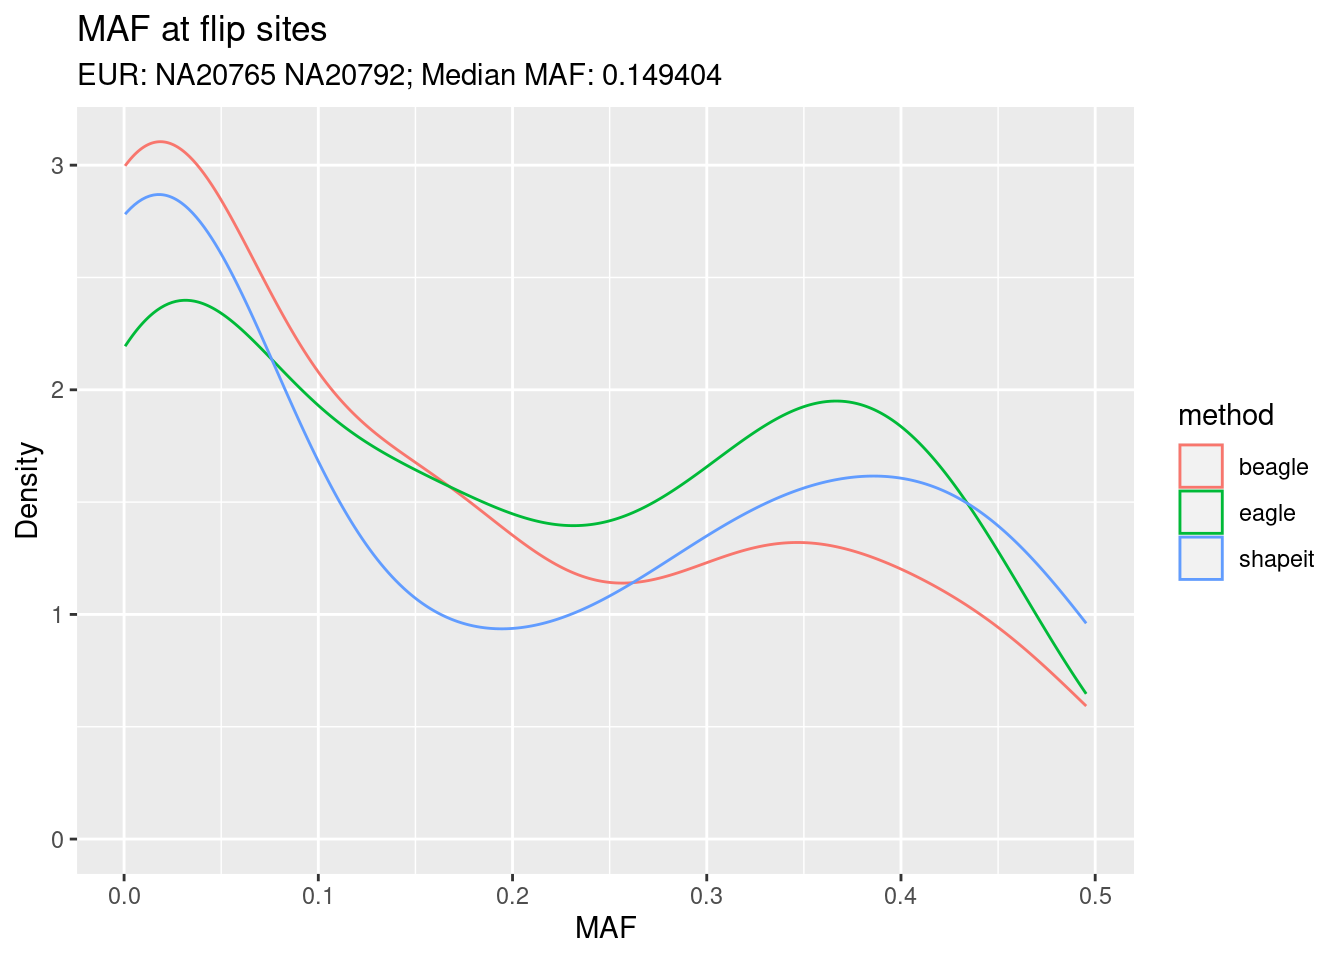 MAF at flip sites
EUR: NA20765 NA20792; Median MAF: 0.149404
3
2
1
0
Density
0.0 0.1 0.2 0.3 0.4 0.5
MAF
method
beagle
eagle
shapeit